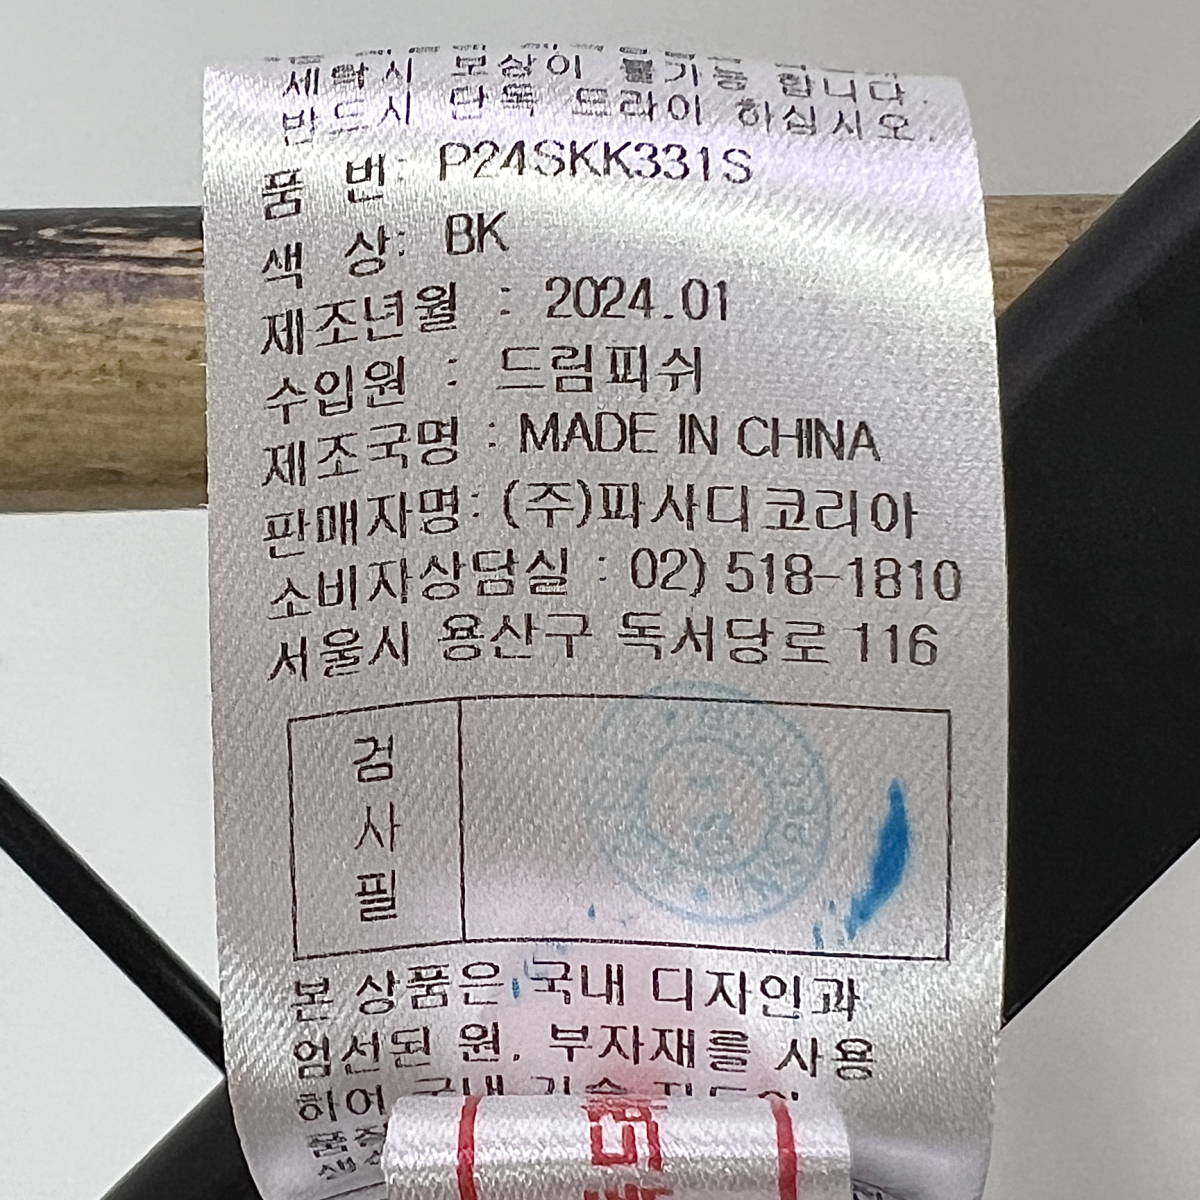 세탁시 보상이 불가능 합니다.
반드시 단독 드라이 하십시오.
품 번: P24SKK331S
색 상: BK
제조년월 : 2024.01
수입원 : 드림피쉬
제조국명 : MADE IN CHINA
판매자명: (주)파사디코리아
소비자상담실 : 02) 518-1810
서울시 용산구 독서당로 116
검
사
필
본 상품은 국내 디자인과
엄선된 원, 부자재를 사용
하여 국내